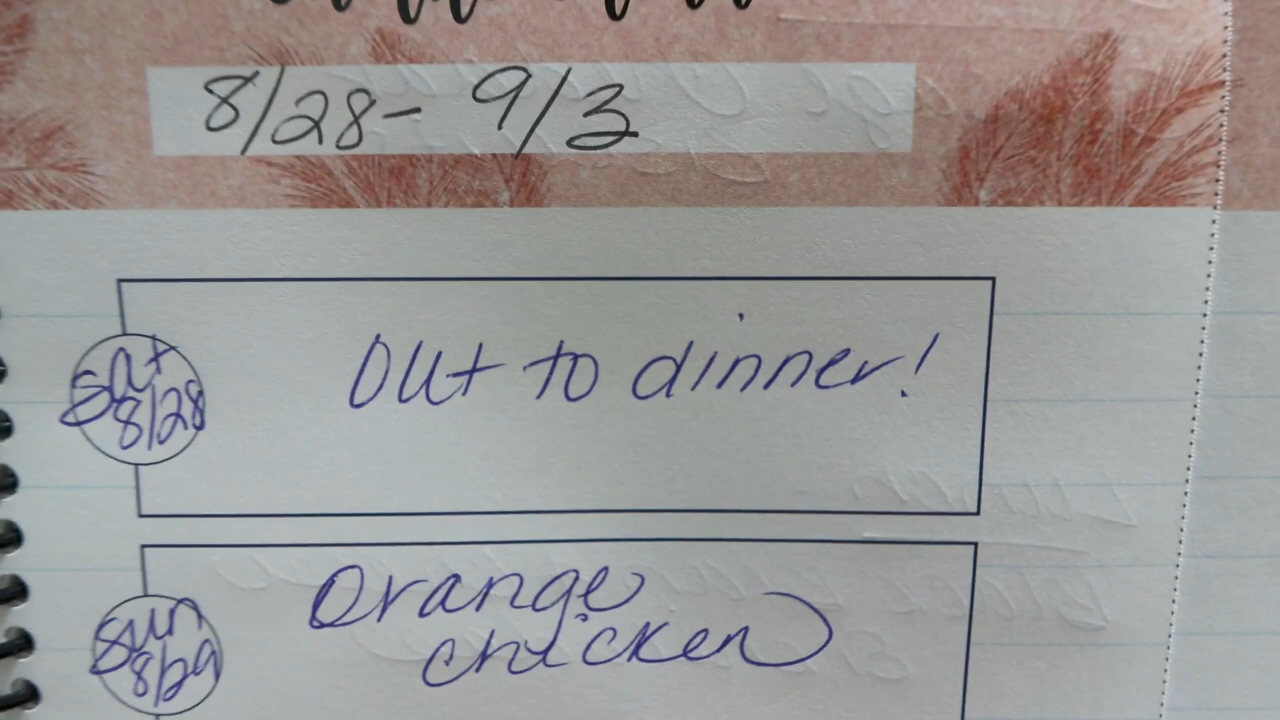 8/28- 9/3
Sat
8/28
Out to dinner!
Sun
8/29
Orange
chicken